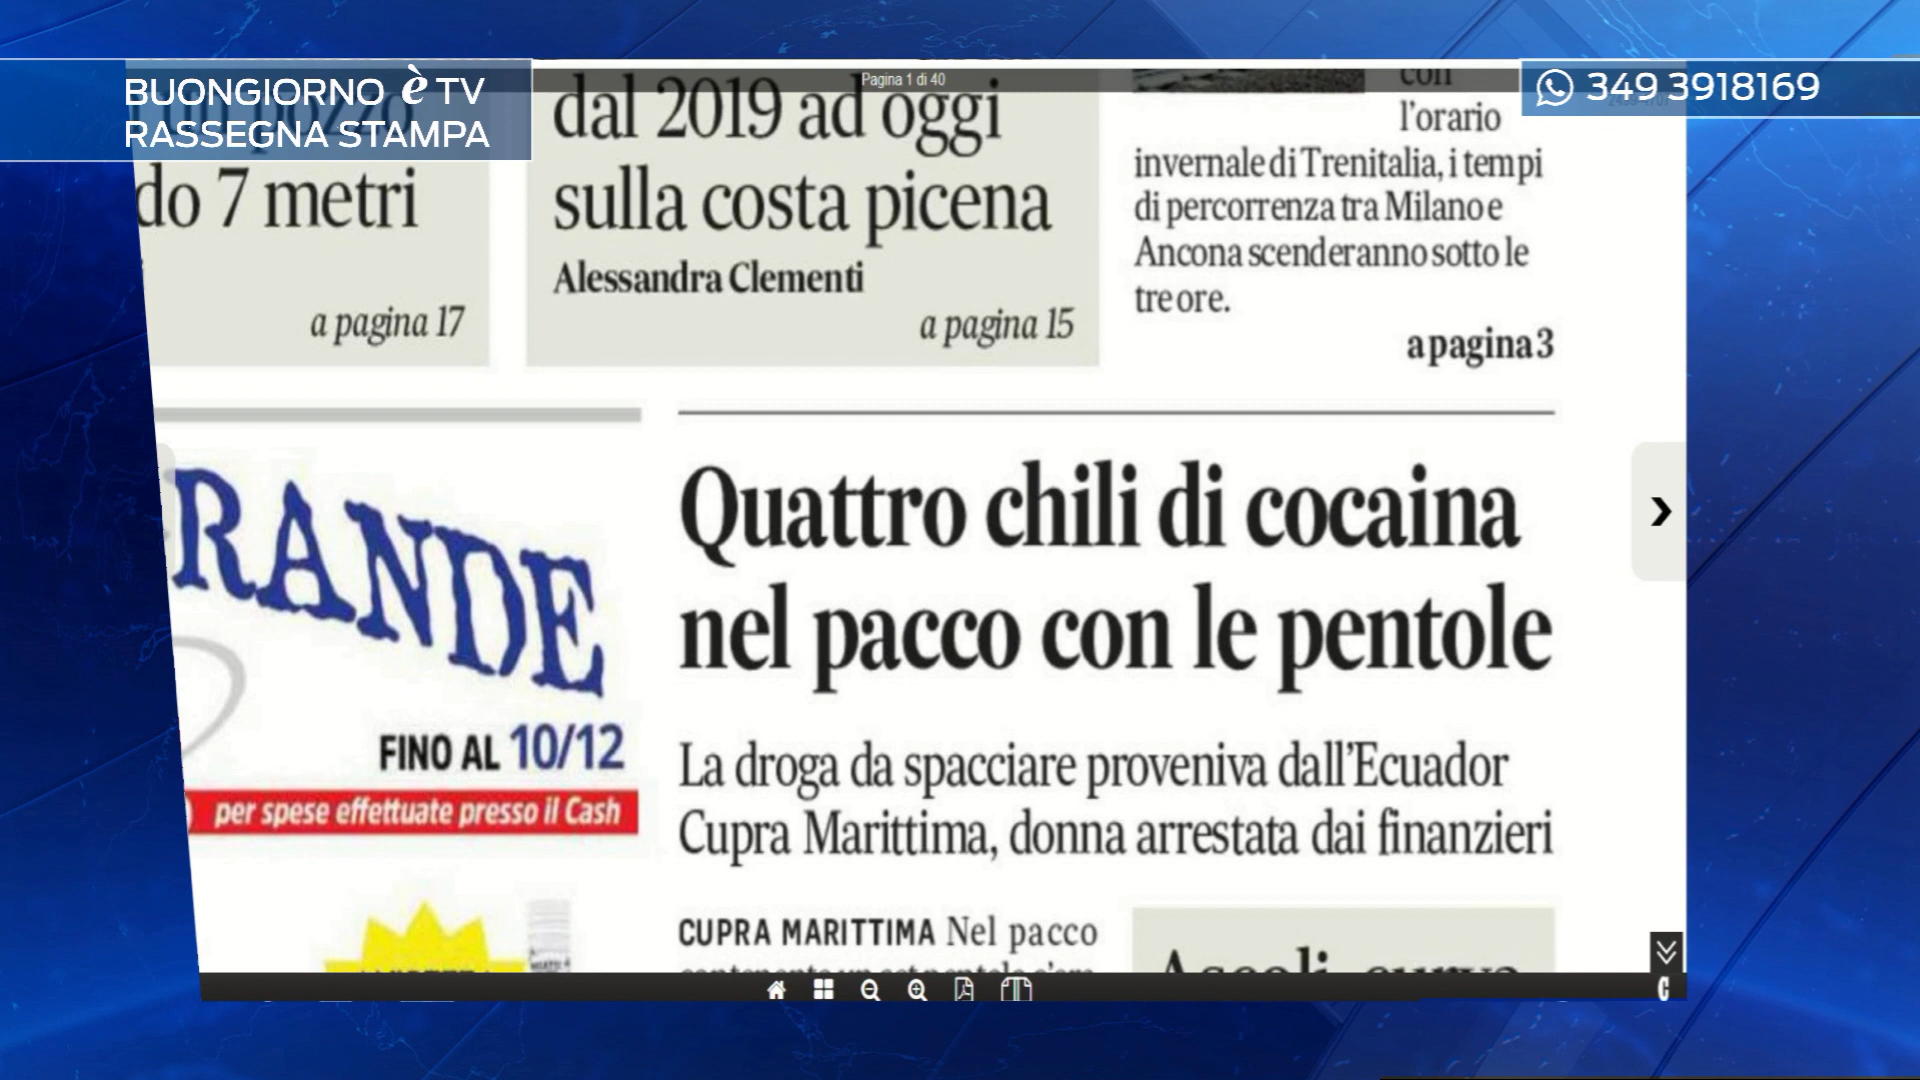 BUONGIORNO è TV
RASSEGNA STAMPA
Pagina 1 di 40
349 3918169
do 7 metri
a pagina 17
dal 2019 ad oggi
sulla costa picena
Alessandra Clementi
a pagina 15
con
l'orario
invernale di Trenitalia, i tempi
di percorrenza tra Milano e
Ancona scenderanno sotto le
tre ore.
a pagina 3
RANDE
FINO AL 10/12
per spese effettuate presso il Cash
Quattro chili di cocaina
nel pacco con le pentole
La droga da spacciare proveniva dall'Ecuador
Cupra Marittima, donna arrestata dai finanzieri
CUPRA MARITTIMA Nel pacco
Ascoli, curva